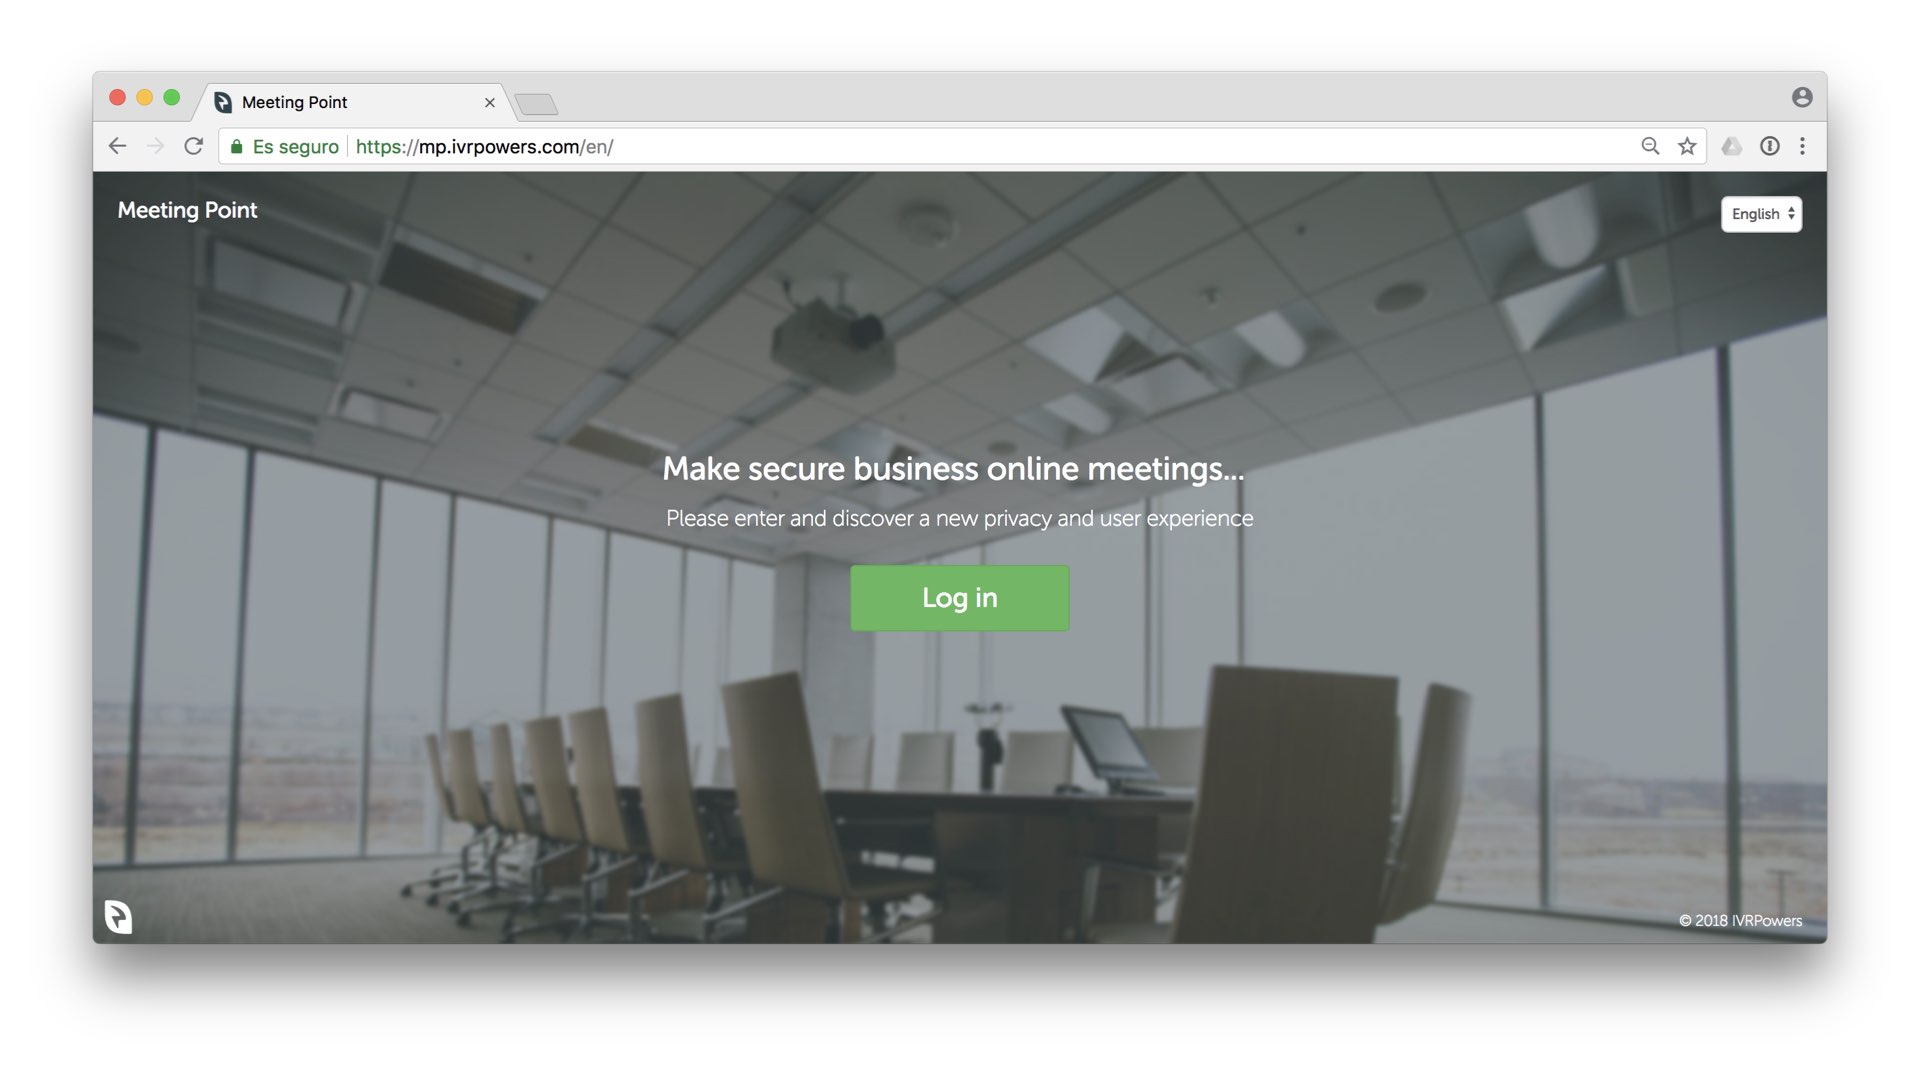 Meeting Point
Es seguro
https://mp.ivrpowers.com/en/
Meeting Point
English
Make secure business online meetings...
Please enter and discover a new privacy and user experience
Log in
© 2018 IVRPowers